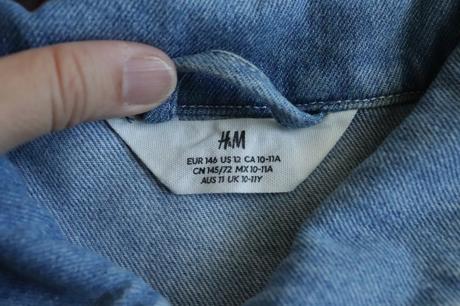 H&M
EUR 146 US 12 CA 10-11A
CN 145/72 MX 10-11A
AUS 11 UK 10-11Y